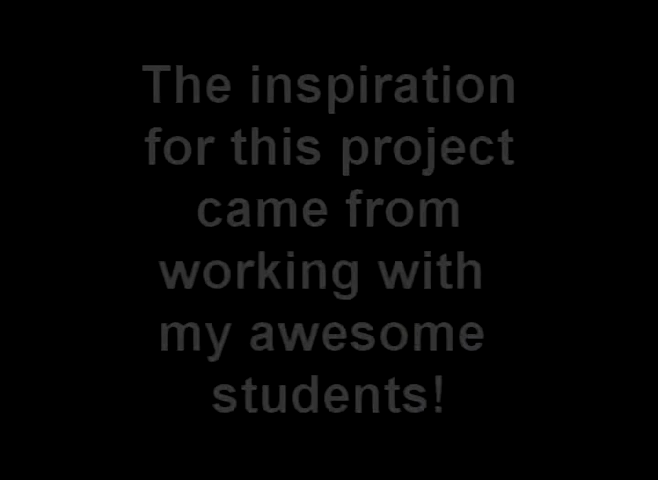 The inspiration
for this project
came from
working with
my awesome
students!